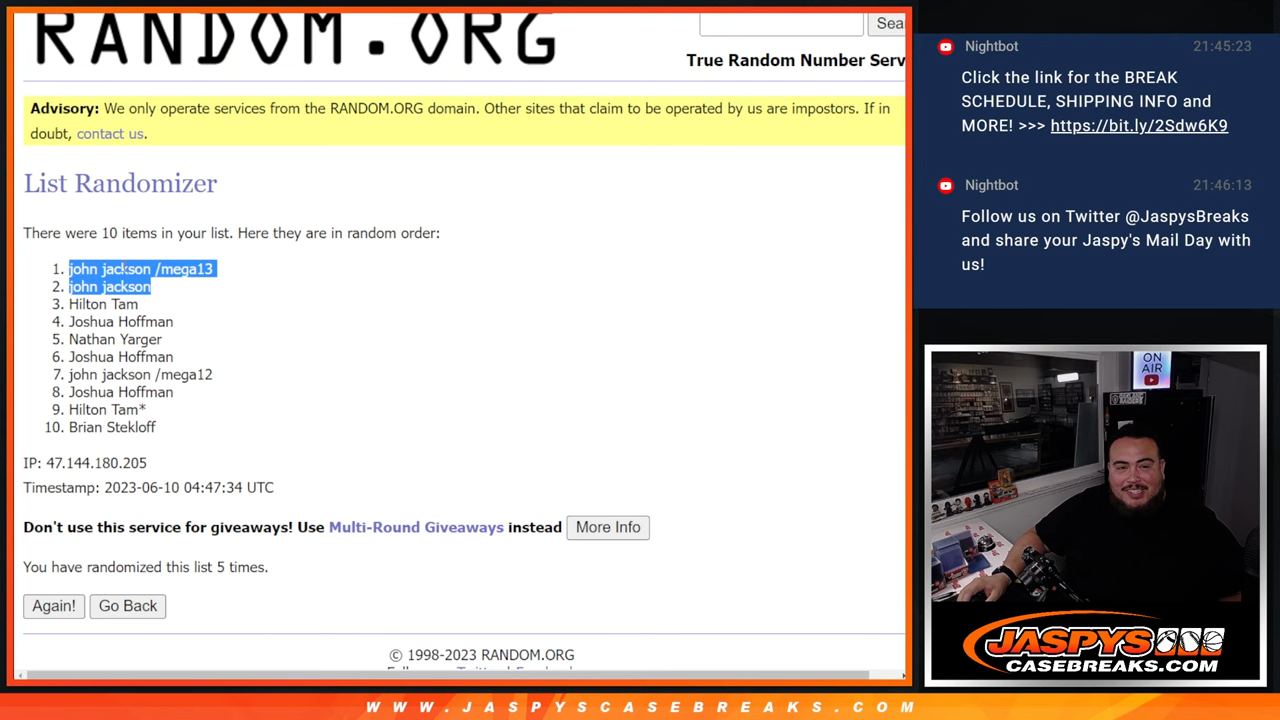 RANDOM.ORG
Sea
True Random Number Serv
Advisory: We only operate services from the RANDOM.ORG domain. Other sites that claim to be operated by us are impostors. If in
doubt, contact us.
List Randomizer
There were 10 items in your list. Here they are in random order:
1. john jackson /mega13
2. john jackson
3. Hilton Tam
4. Joshua Hoffman
5. Nathan Yarger
6. Joshua Hoffman
7. john jackson /mega12
8. Joshua Hoffman
9. Hilton Tam*
10. Brian Stekloff
IP: 47.144.180.205
Timestamp: 2023-06-10 04:47:34 UTC
Don't use this service for giveaways! Use Multi-Round Giveaways instead More Info
You have randomized this list 5 times.
Again! Go Back
© 1998-2023 RANDOM.ORG
Nightbot 21:45:23
Click the link for the BREAK
SCHEDULE, SHIPPING INFO and
MORE! >>> https://bit.ly/2Sdw6K9
Nightbot 21:46:13
Follow us on Twitter @JaspysBreaks
and share your Jaspy's Mail Day with
us!
ON
AIR
JASPYS
CASEBREAKS.COM
WWW.JASPYSCASEBREAKS.COM